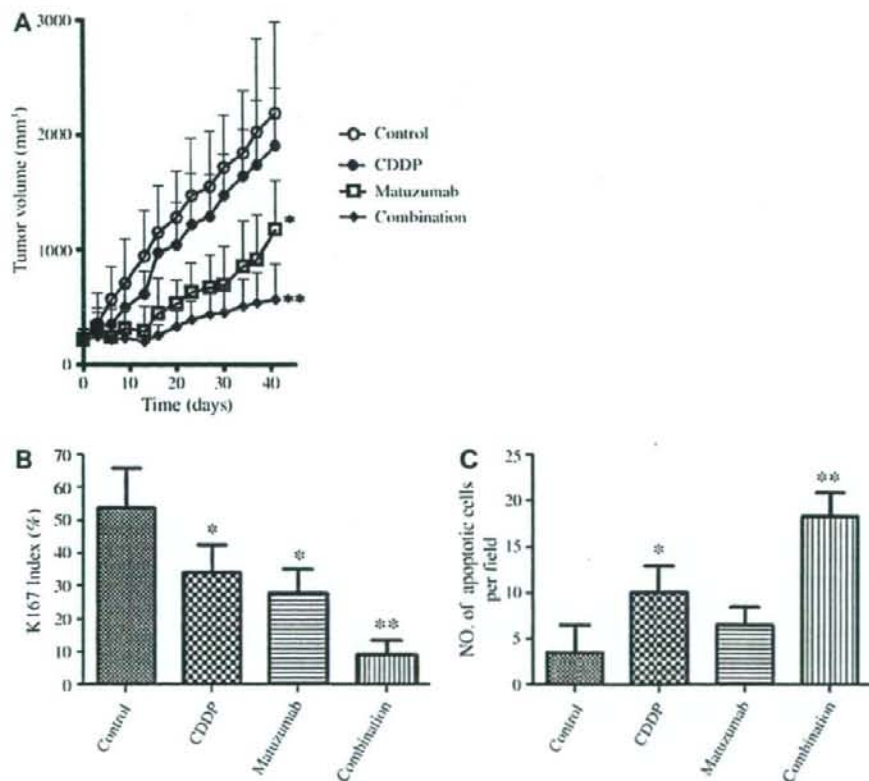 A
3000
2000
1000
0
Tumor volume (mm³)
0 10 20 30 40
Time (days)
Control
CDDP
Matuzumab
Combination
*
**
B
70
60
50
40
30
20
10
0
K167 Index (%)
* * **
Control CDDP Matuzumab Combination
C
25
20
15
10
5
0
NO. of apoptotic cells
per field
* **
Control CDDP Matuzumab Combination